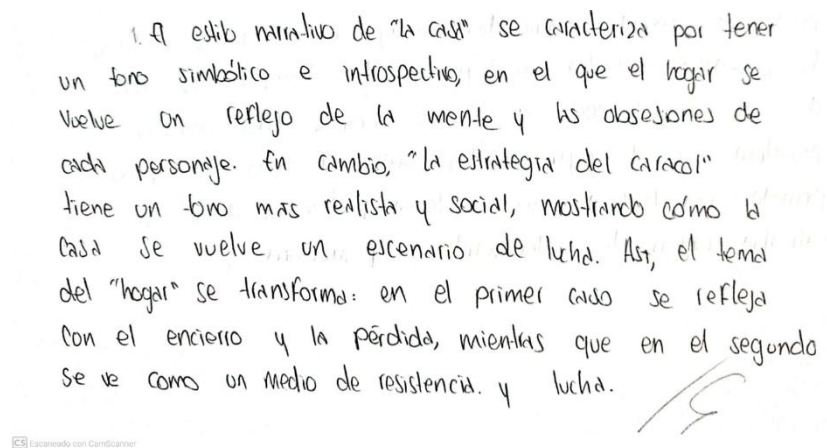 1. El estilo narrativo de "la casa" se caracteriza por tener
un tono simbólico e introspectivo, en el que el hogar se
vuelve un reflejo de la mente y las obsesiones de
cada personaje. En cambio, "La estrategia del caracol"
tiene un tono más realista y social, mostrando cómo la
casa se vuelve un escenario de lucha. Así, el tema
del "hogar" se transforma: en el primer caso se refleja
con el encierro y la pérdida, mientras que en el segundo
se ve como un medio de resistencia. y lucha.
CS Escaneado con CamScanner